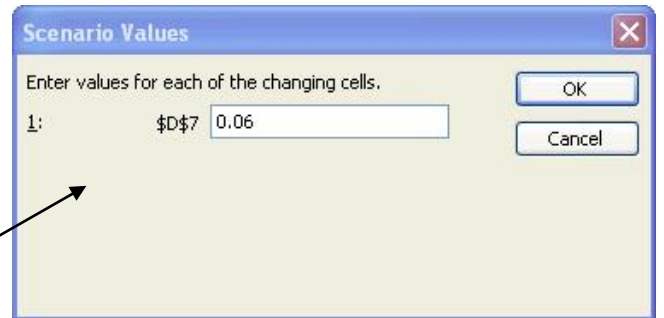 Scenario Values
Enter values for each of the changing cells.
OK
1: $D$7 0.06
Cancel